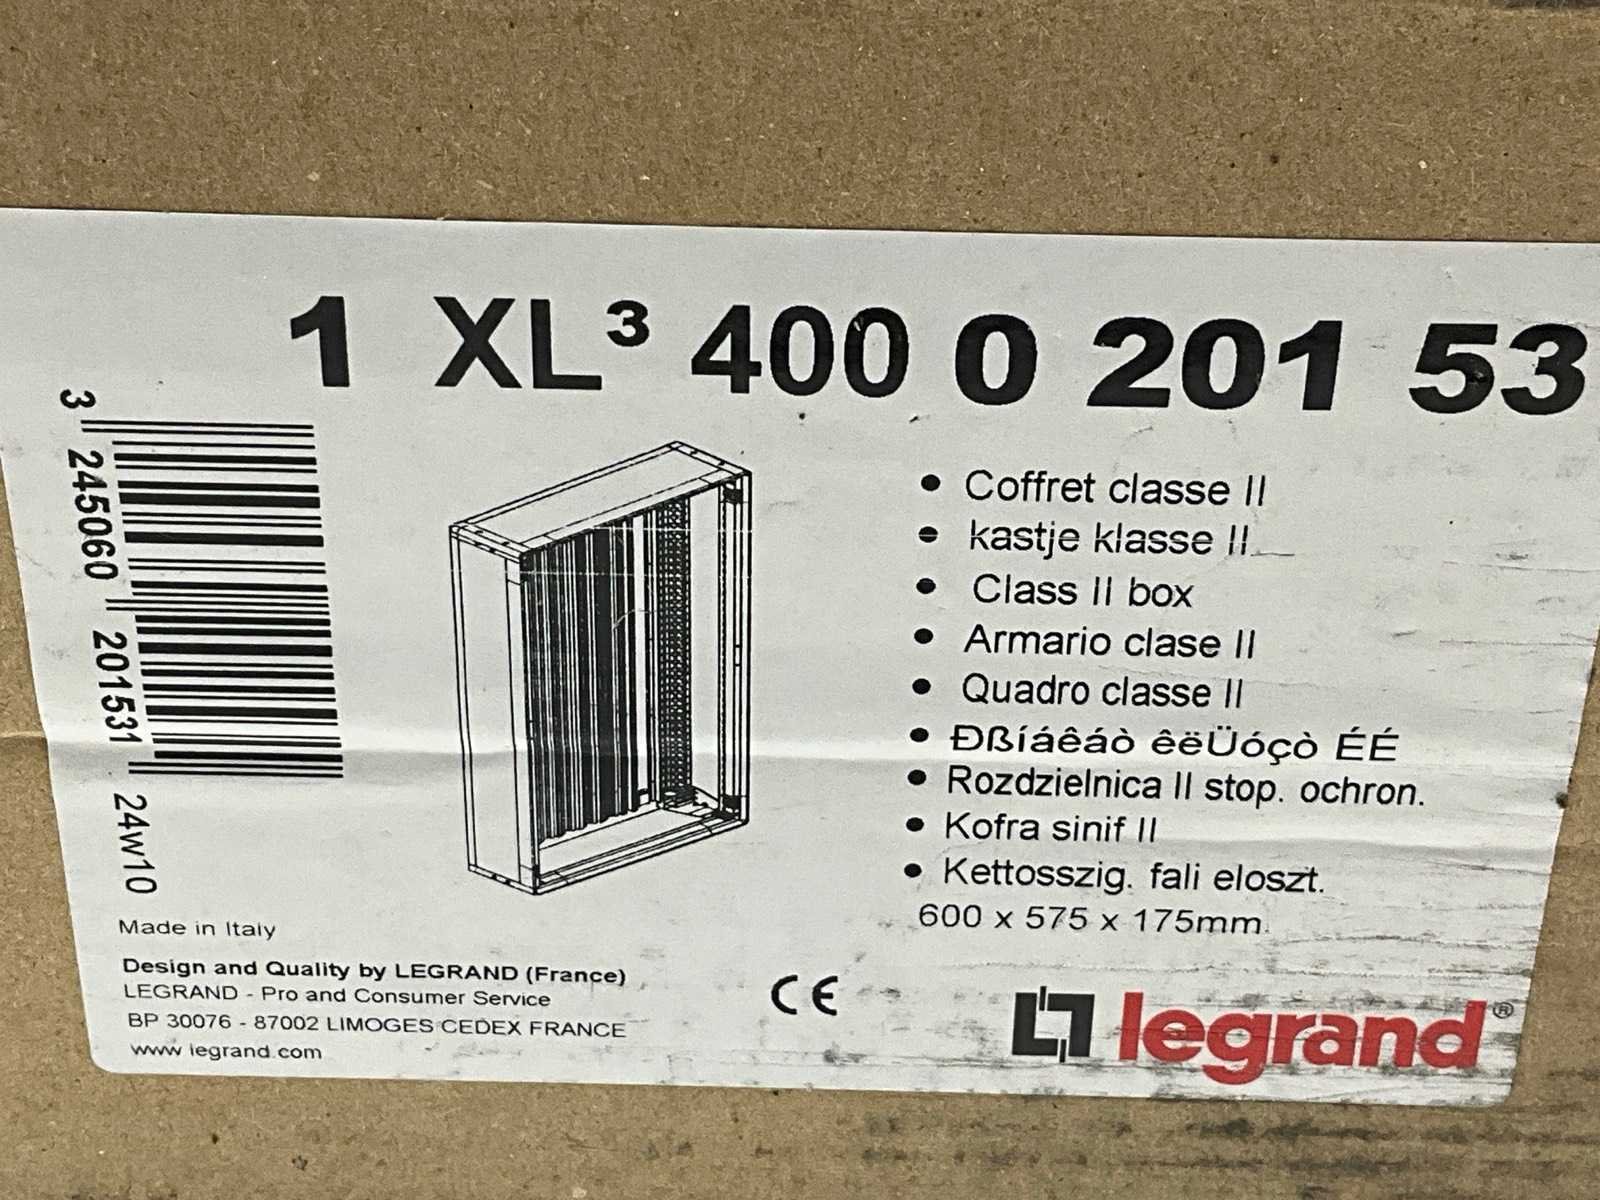 1 XL³ 400 0 201 53
3 245060 201531 24w10
• Coffret classe II
• kastje klasse II
• Class II box
• Armario clase II
• Quadro classe II
• Ðßíáêáò êëÜóçò ÉÉ
• Rozdzielnica II stop. ochron.
• Kofra sinif II
• Kettosszig. fali eloszt.
600 x 575 x 175mm.
Made in Italy
Design and Quality by LEGRAND (France)
LEGRAND - Pro and Consumer Service
BP 30076 - 87002 LIMOGES CEDEX FRANCE
www legrand.com
CE
legrand®